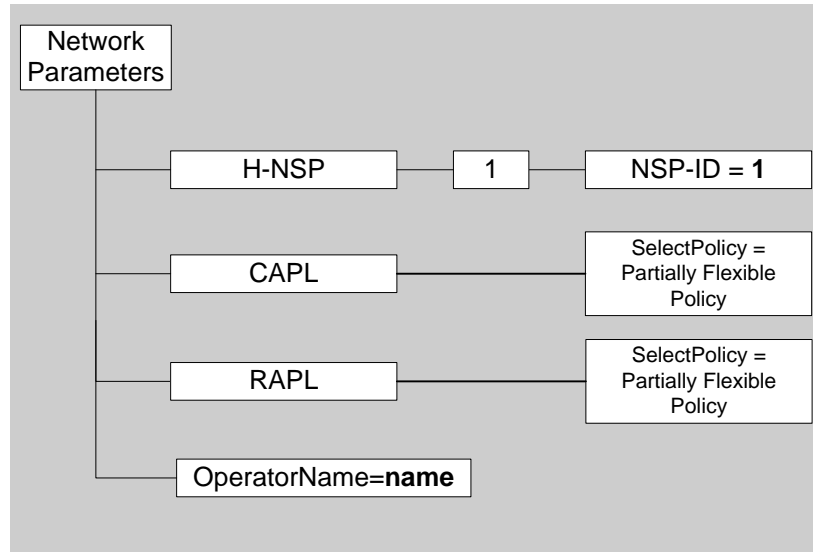 Network
Parameters
H-NSP
1
NSP-ID = 1
CAPL
SelectPolicy =
Partially Flexible
Policy
RAPL
SelectPolicy =
Partially Flexible
Policy
OperatorName=name